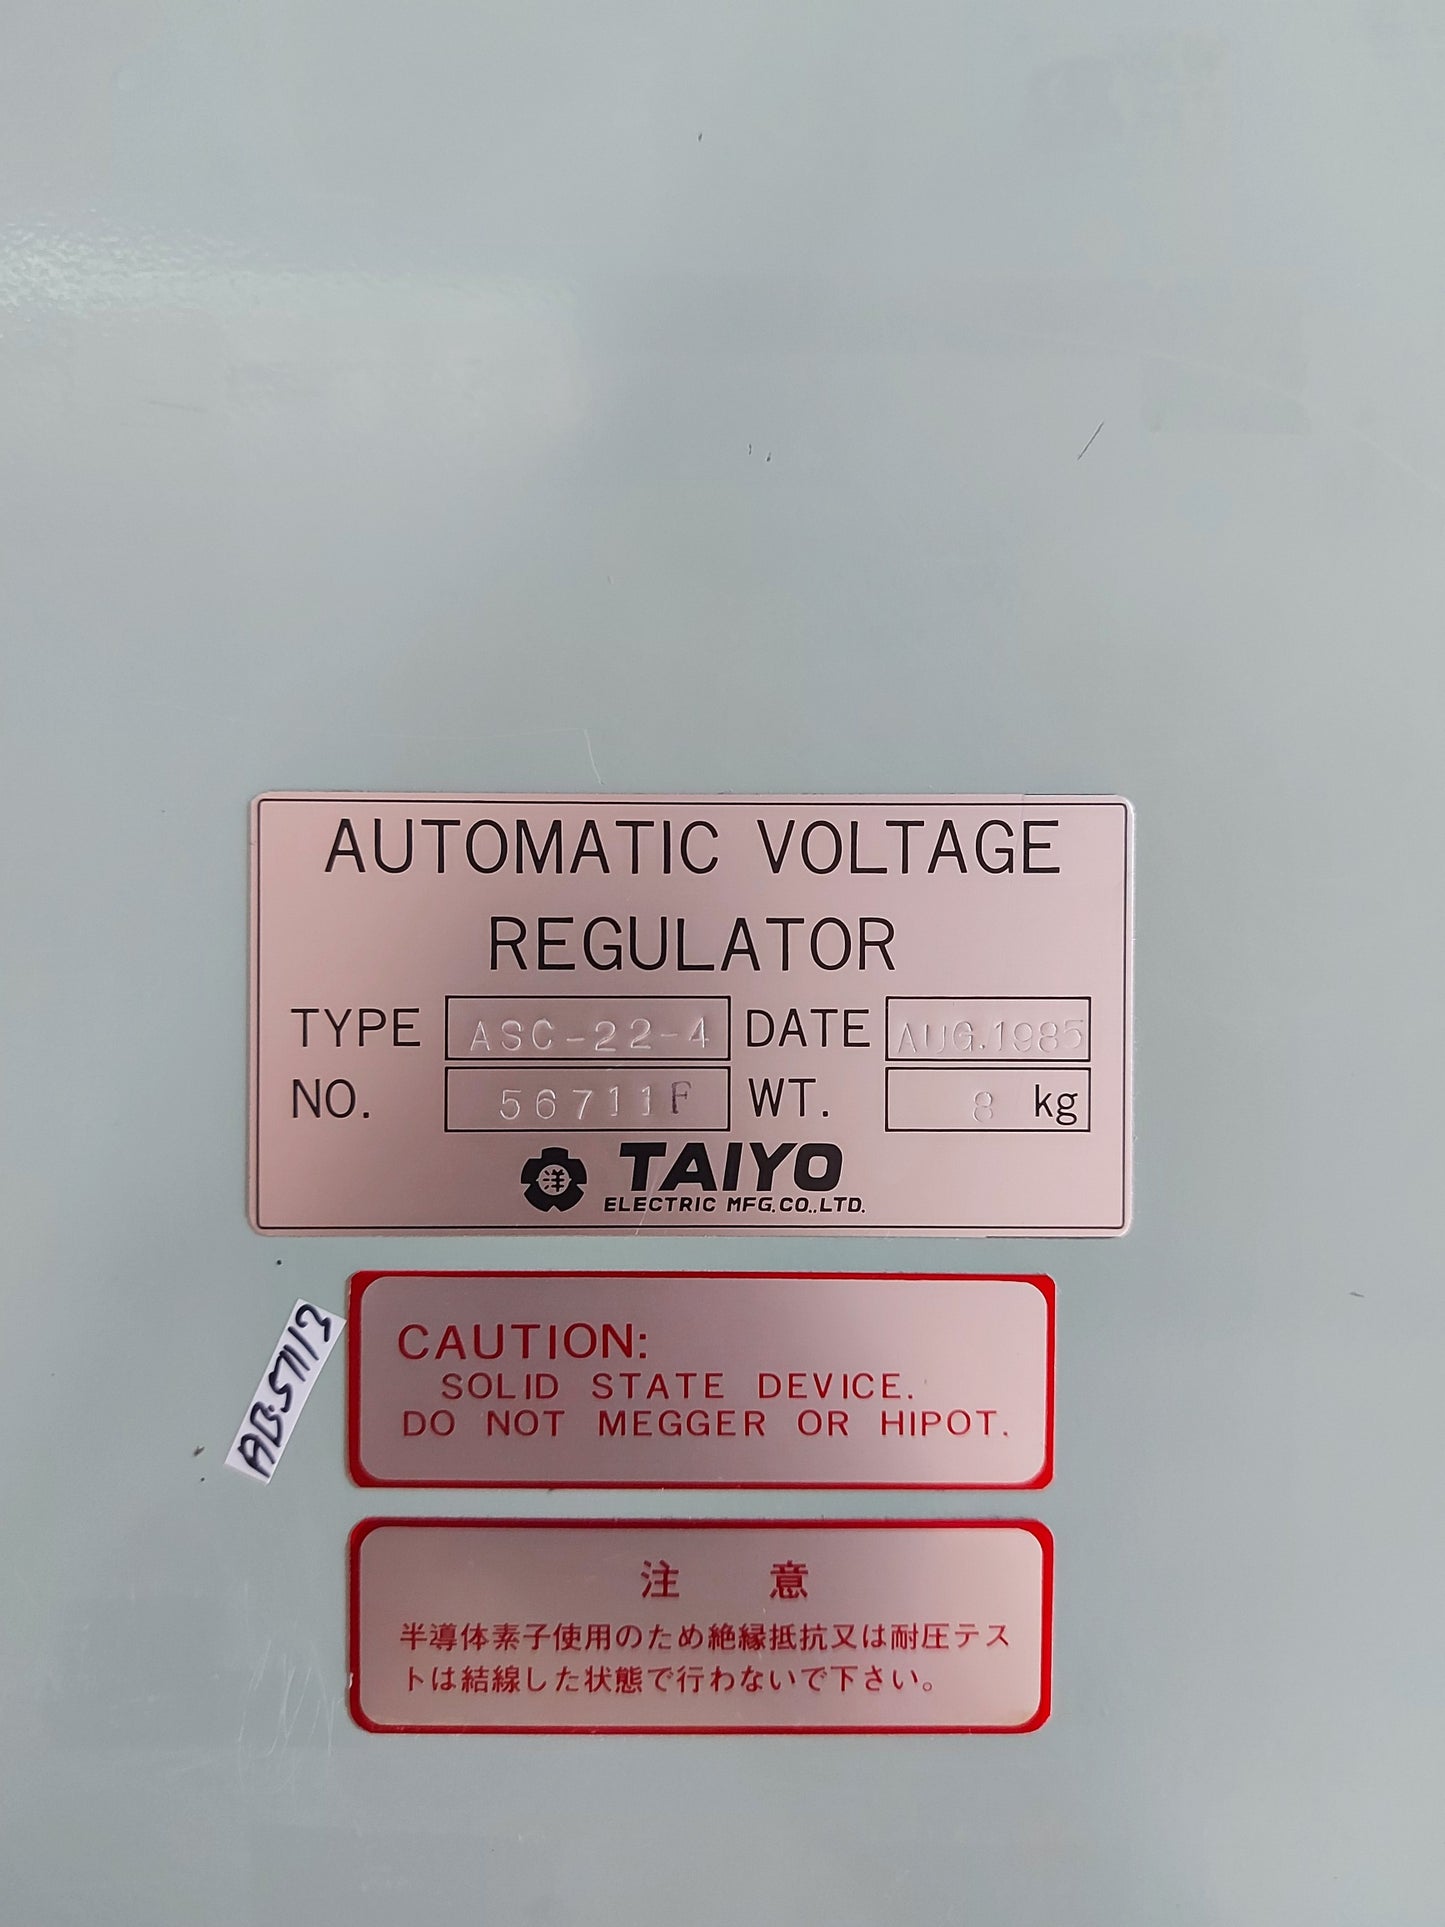 AUTOMATIC VOLTAGE
REGULATOR
TYPE ASC-22-4 DATE AUG.1985
NO. 56711F WT. 8 kg
洋 TAIYO
ELECTRIC MFG.CO.,LTD.
CAUTION:
SOLID STATE DEVICE.
DO NOT MEGGER OR HIPOT.
注 意
半導体素子使用のため絶縁抵抗又は耐圧テス
トは結線した状態で行わないで下さい。